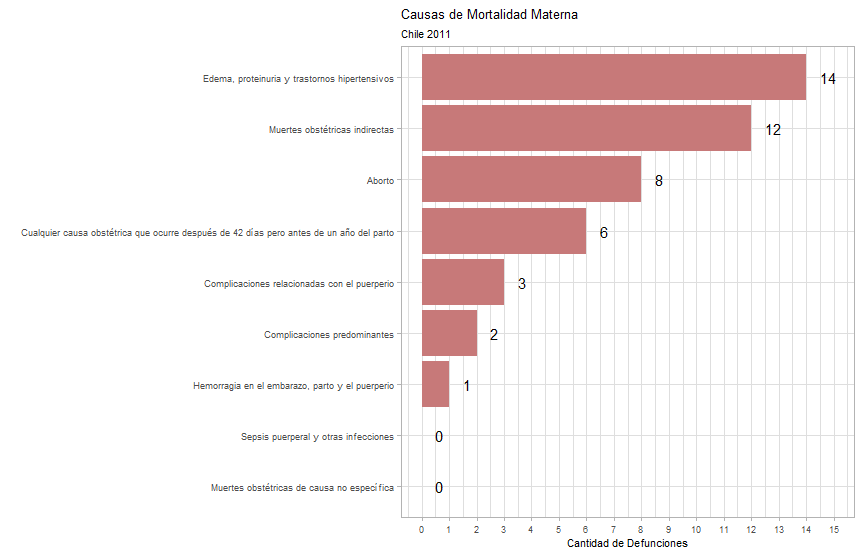 Causas de Mortalidad Materna
Chile 2011
Edema, proteinuria y trastornos hipertensivos 14
Muertes obstétricas indirectas 12
Aborto 8
Cualquier causa obstétrica que ocurre después de 42 días pero antes de un año del parto 6
Complicaciones relacionadas con el puerperio 3
Complicaciones predominantes 2
Hemorragia en el embarazo, parto y el puerperio 1
Sepsis puerperal y otras infecciones 0
Muertes obstétricas de causa no específica 0
0 1 2 3 4 5 6 7 8 9 10 11 12 13 14 15
Cantidad de Defunciones